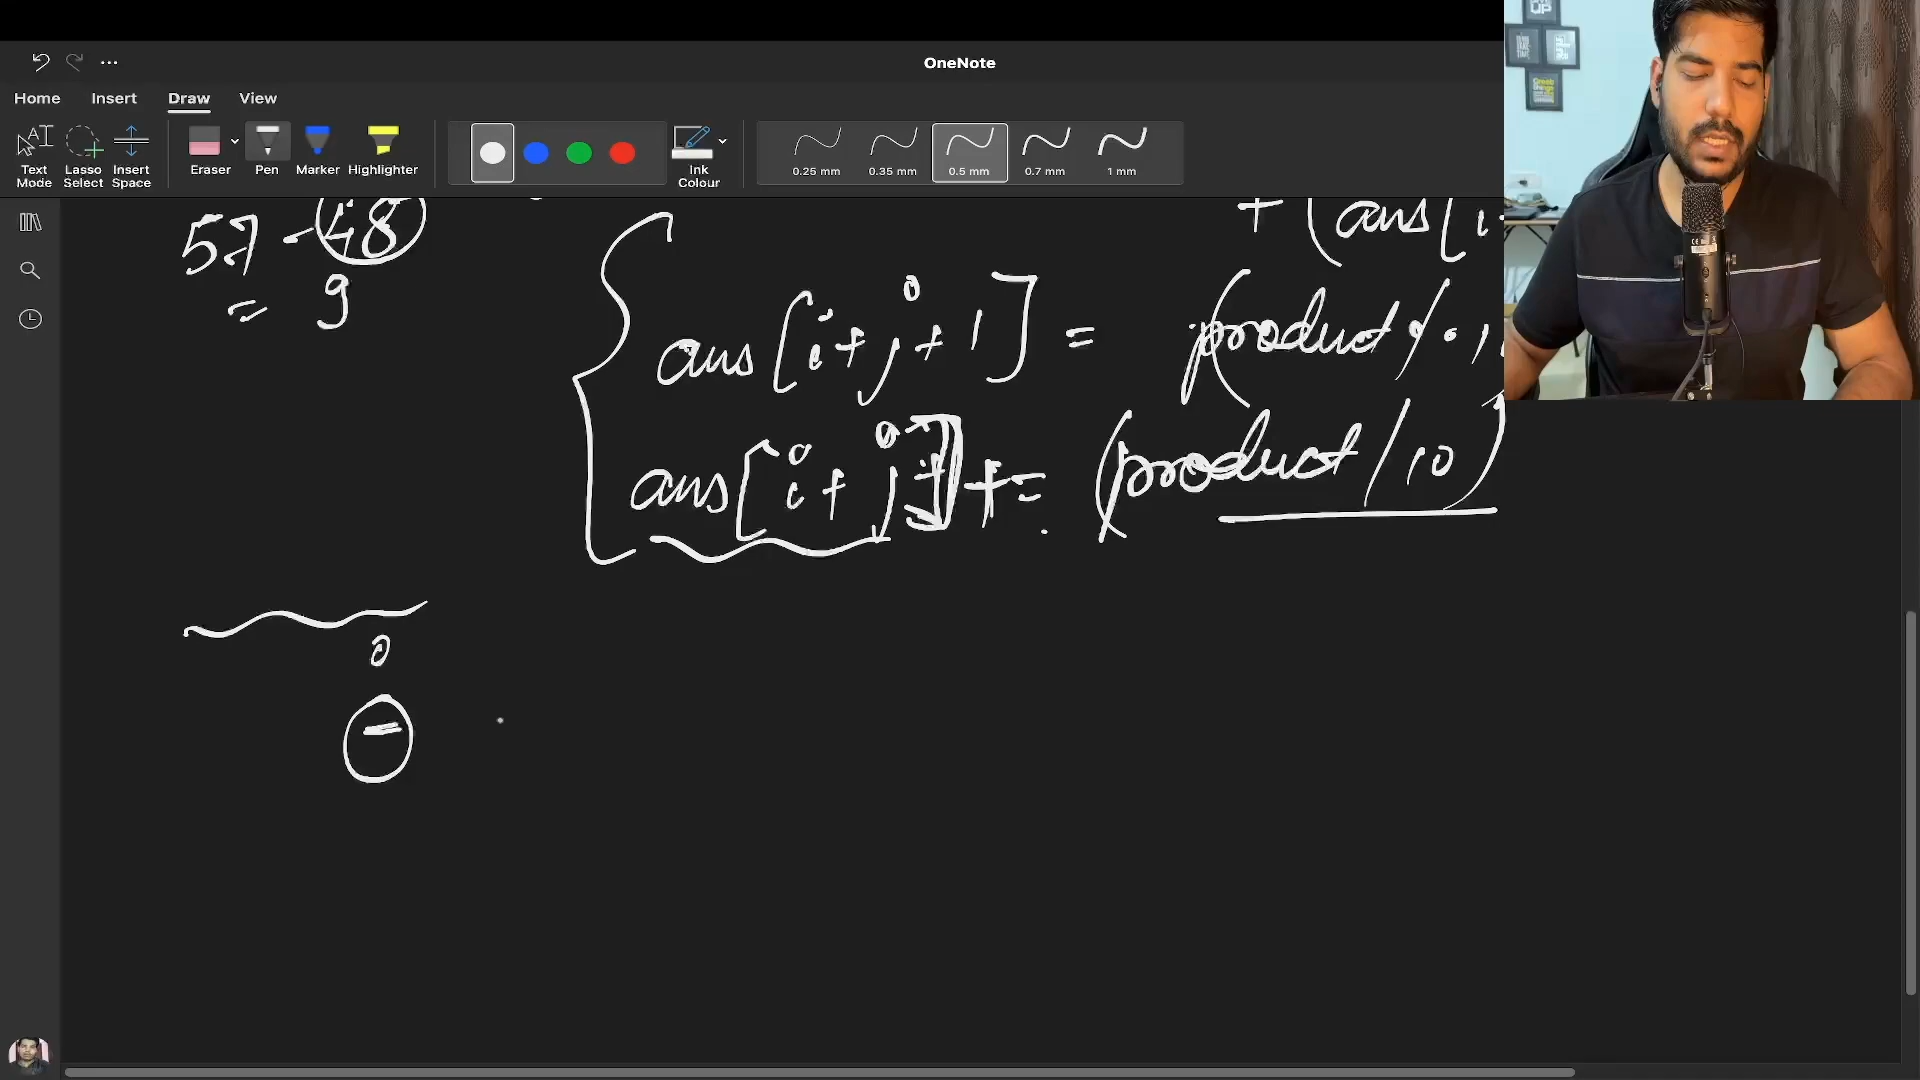 OneNote
Home Insert Draw View
Text Mode
Lasso Select
Insert Space
Eraser
Pen
Marker
Highlighter
Ink Colour
0.25 mm
0.35 mm
0.5 mm
0.7 mm
1 mm
57 - 48
= 9
+ (ans[i
ans[i+j+1] = (product % 1
ans[i+j] += (product/10)
0
-